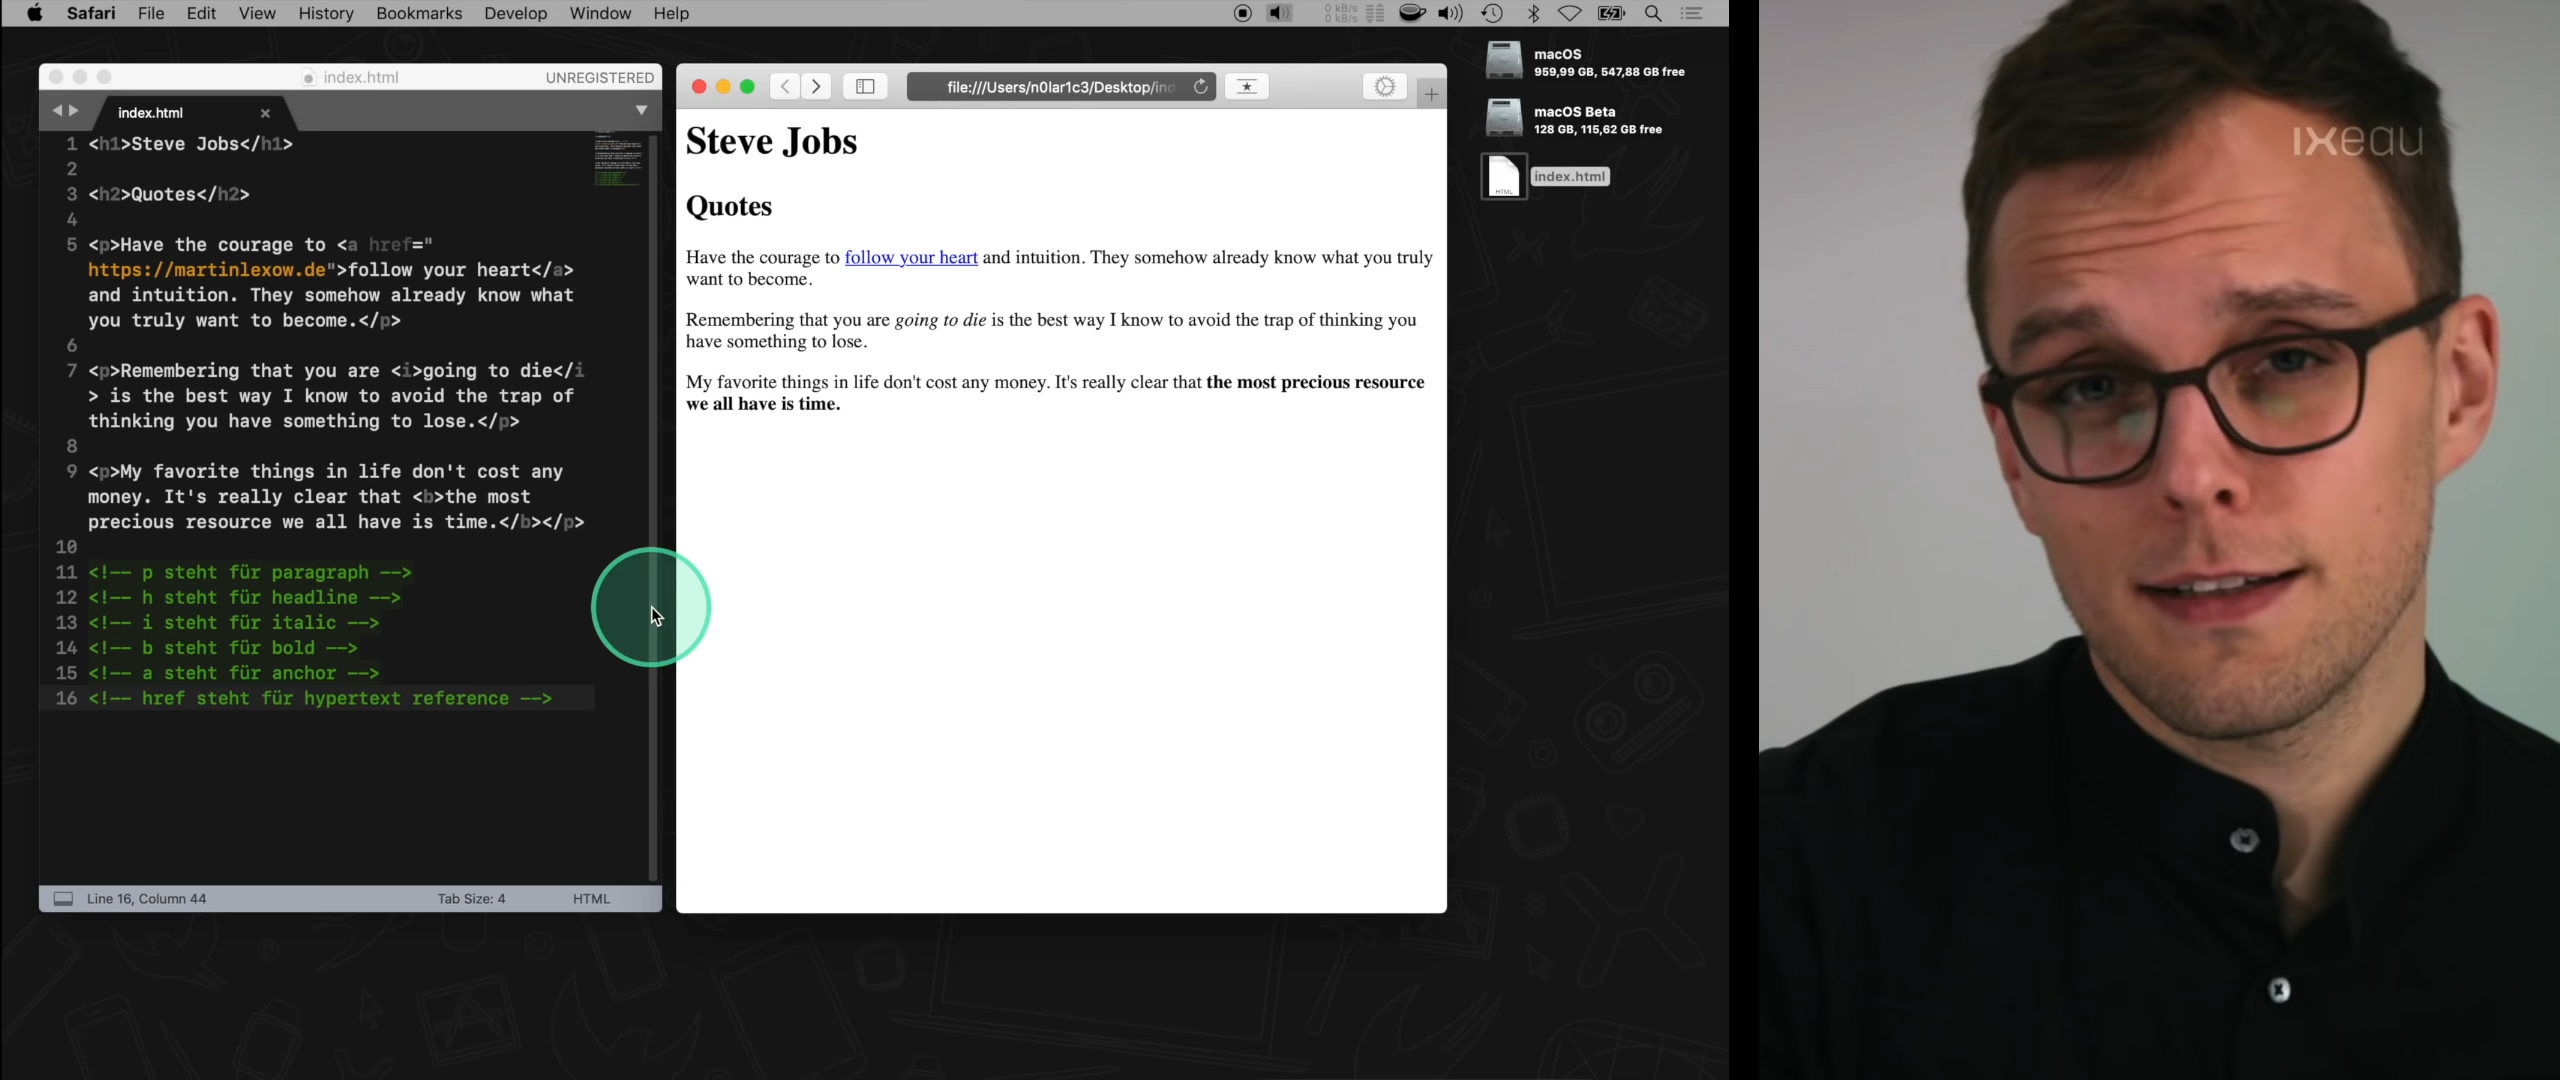 Safari File Edit View History Bookmarks Develop Window Help
0 kB/s
0 kB/s
index.html UNREGISTERED
index.html
1 <h1>Steve Jobs</h1>
2
3 <h2>Quotes</h2>
4
5 <p>Have the courage to <a href="
https://martinlexow.de">follow your heart</a>
and intuition. They somehow already know what
you truly want to become.</p>
6
7 <p>Remembering that you are <i>going to die</i
> is the best way I know to avoid the trap of
thinking you have something to lose.</p>
8
9 <p>My favorite things in life don't cost any
money. It's really clear that <b>the most
precious resource we all have is time.</b></p>
10
11 <!-- p steht für paragraph -->
12 <!-- h steht für headline -->
13 <!-- i steht für italic -->
14 <!-- b steht für bold -->
15 <!-- a steht für anchor -->
16 <!-- href steht für hypertext reference -->
Line 16, Column 44 Tab Size: 4 HTML
file:///Users/n0lar1c3/Desktop/ind
Steve Jobs
Quotes
Have the courage to follow your heart and intuition. They somehow already know what you truly
want to become.
Remembering that you are going to die is the best way I know to avoid the trap of thinking you
have something to lose.
My favorite things in life don't cost any money. It's really clear that the most precious resource
we all have is time.
macOS
959,99 GB, 547,88 GB free
macOS Beta
128 GB, 115,62 GB free
HTML
index.html
IXeau